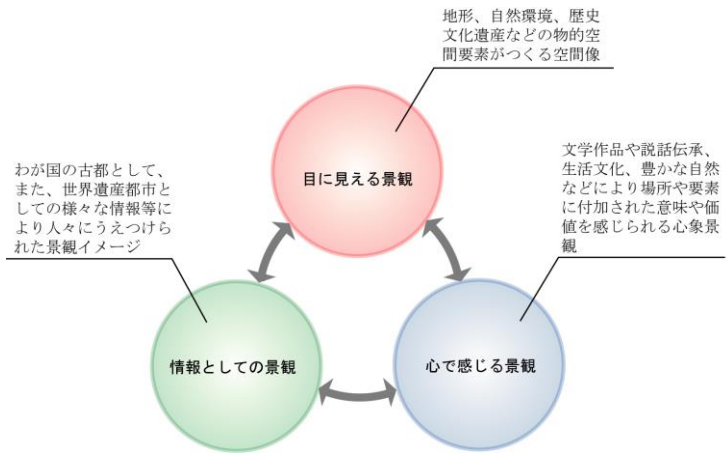 地形、自然環境、歴史
文化遺産などの物的空
間要素がつくる空間像
目に見える景観
文学作品や説話伝承、
生活文化、豊かな自然
などにより場所や要素
に付加された意味や価
値を感じられる心象景
観
わが国の古都として、
また、世界遺産都市と
しての様々な情報等に
より人々にうえつけら
れた景観イメージ
情報としての景観
心で感じる景観